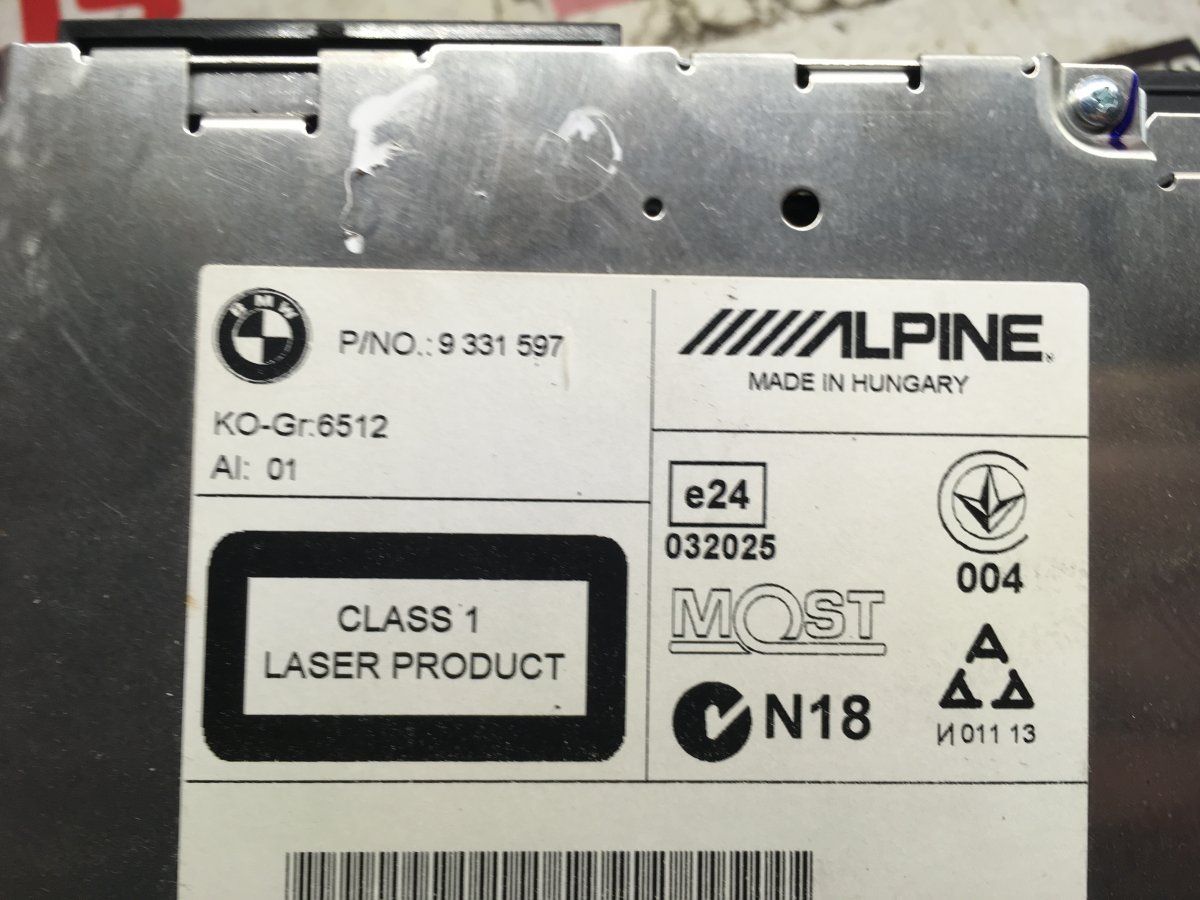 BMW
P/NO.: 9 331 597
KO-Gr:6512
AI: 01
ALPINE®
MADE IN HUNGARY
CLASS 1
LASER PRODUCT
e24
032025
MOST
N18
004
И 011 13